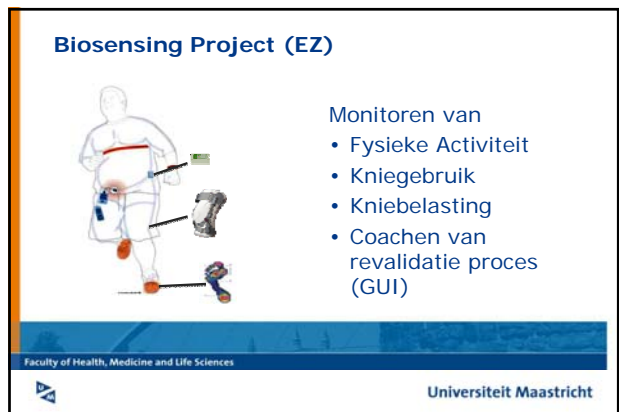 Biosensing Project (EZ)
Monitoren van
• Fysieke Activiteit
• Kniegebruik
• Kniebelasting
• Coachen van
revalidatie proces
(GUI)
Faculty of Health, Medicine and Life Sciences
Universiteit Maastricht